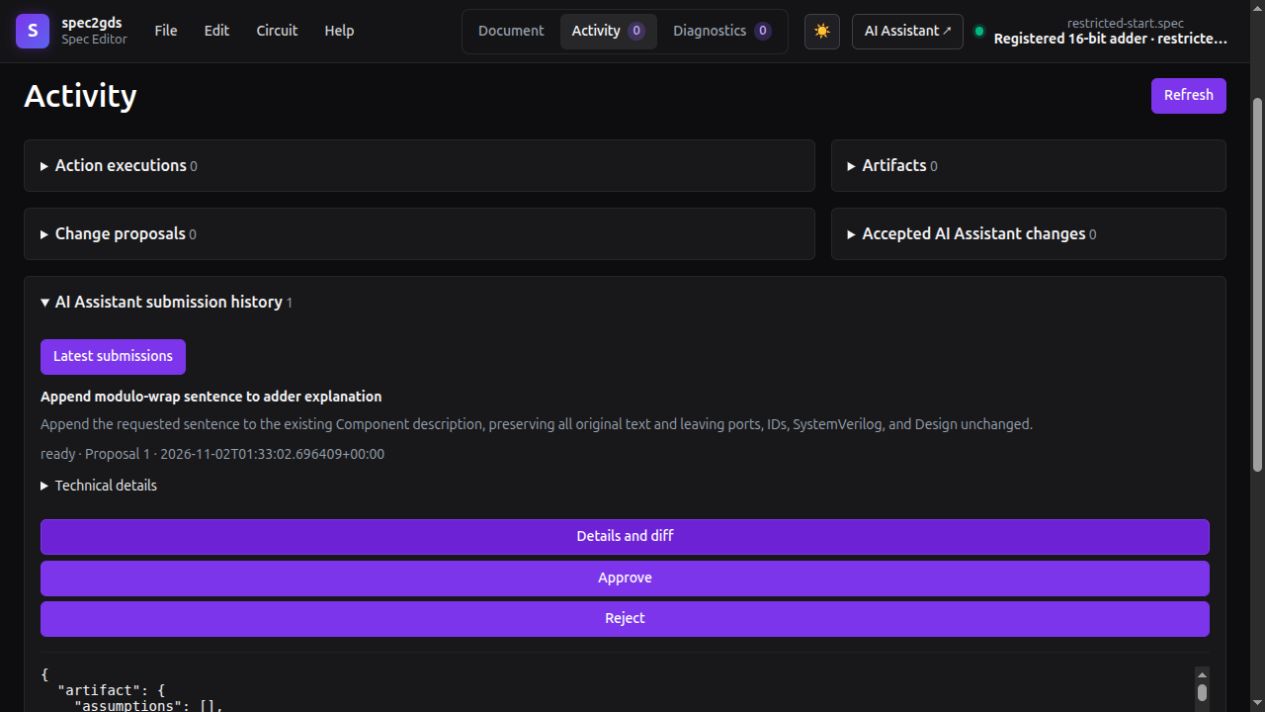 S
spec2gds
Spec Editor
File
Edit
Circuit
Help
Document
Activity 0
Diagnostics 0
☀️
AI Assistant ↗
restricted-start.spec
Registered 16-bit adder · restricte…
Activity
Refresh
▶ Action executions 0
▶ Artifacts 0
▶ Change proposals 0
▶ Accepted AI Assistant changes 0
▼ AI Assistant submission history 1
Latest submissions
Append modulo-wrap sentence to adder explanation
Append the requested sentence to the existing Component description, preserving all original text and leaving ports, IDs, SystemVerilog, and Design unchanged.
ready · Proposal 1 · 2026-11-02T01:33:02.696409+00:00
▶ Technical details
Details and diff
Approve
Reject
{
"artifact": {
"assumptions": [],